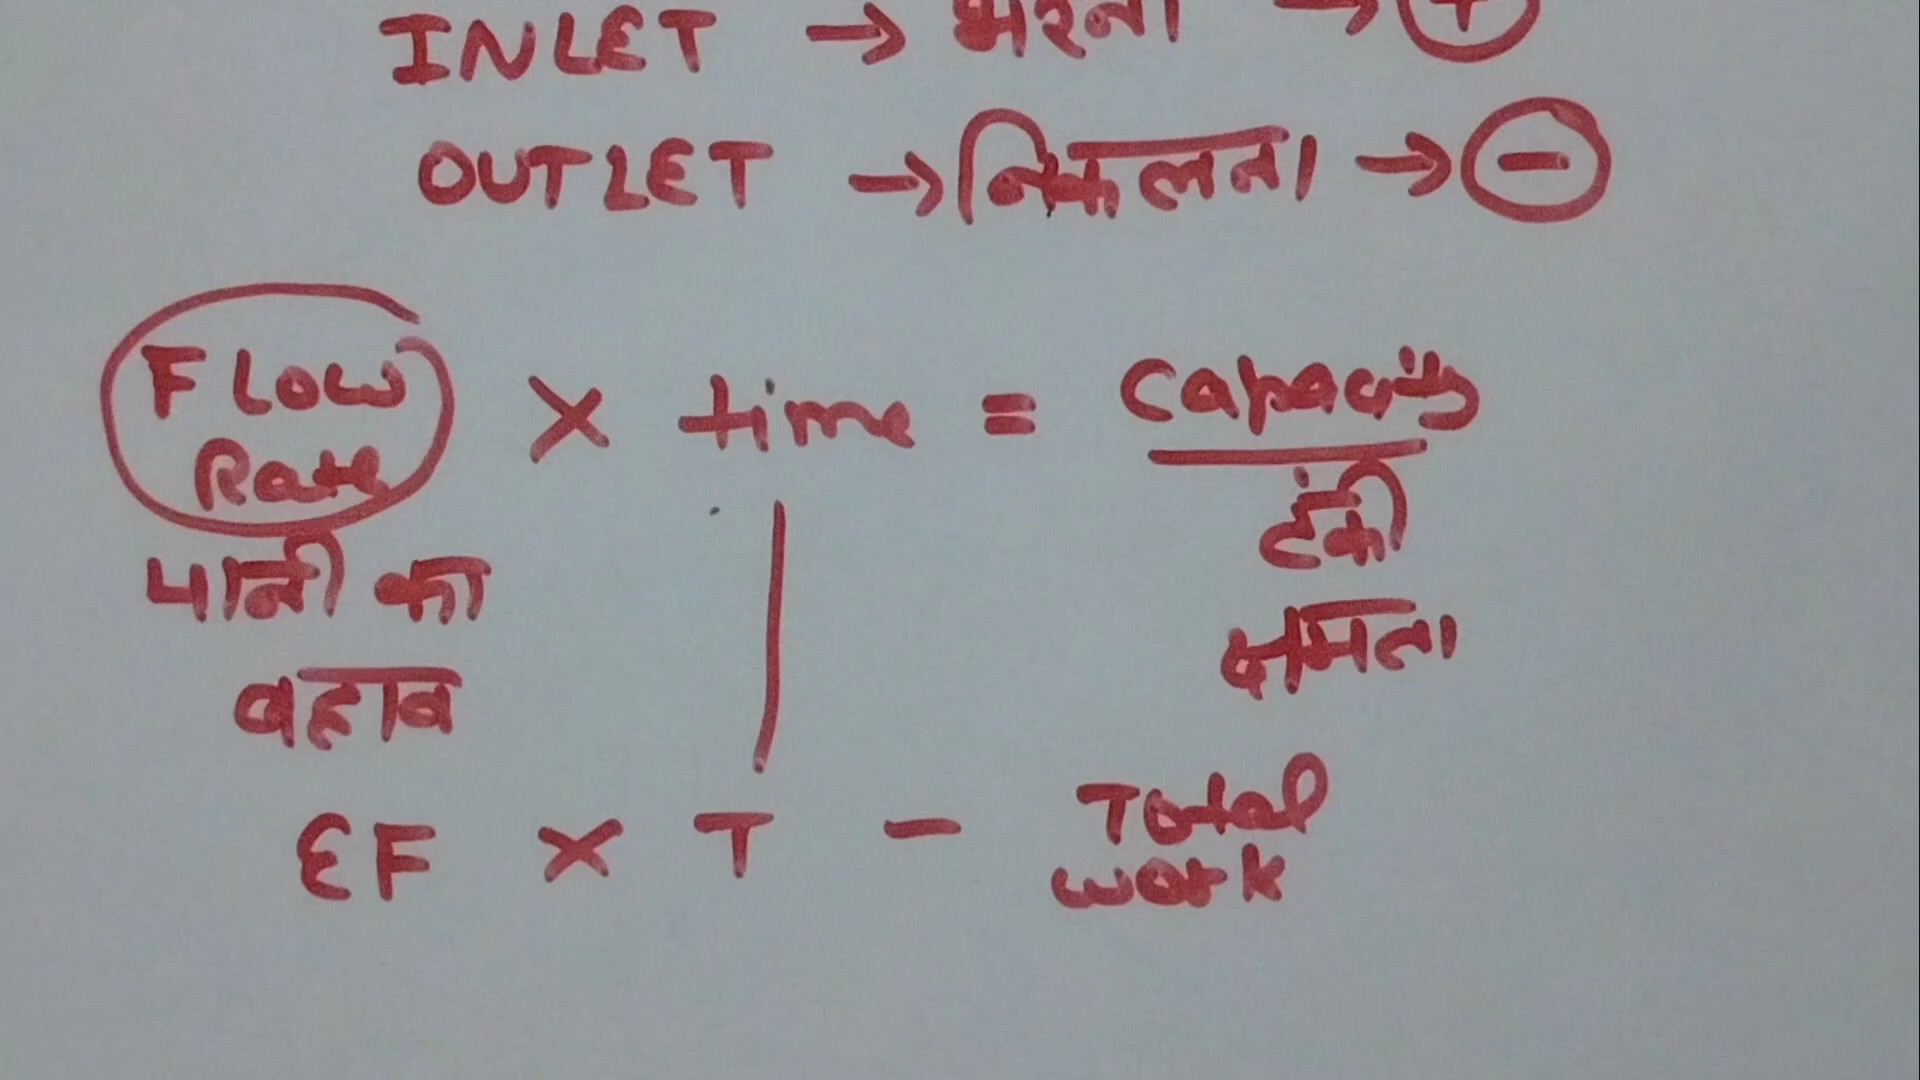 INLET → भरना → +
OUTLET → निकलना → −
Flow Rate × time = Capacity
पानी का बहाव
टंकी क्षमता
EF × T − Total work